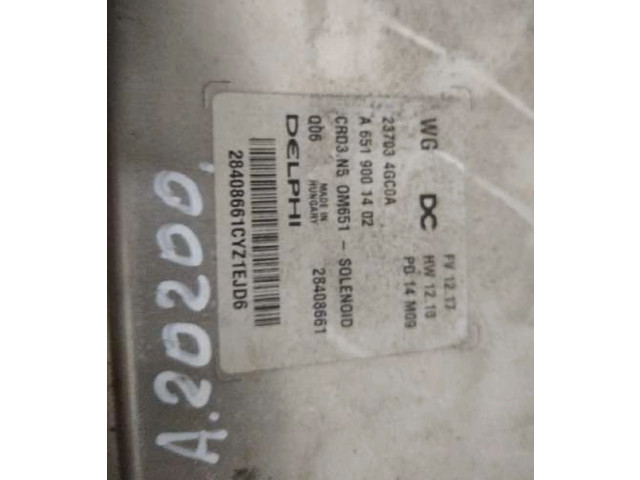 WG DC
FV 12.17
HW 12.10
PD 14 M09
23703 4GC0A
A 651 900 14 02
CRD3.N5 OM651 - SOLENOID
Q06 MADE IN HUNGARY 28408661
DELPHI
28408661CYZ1EJD6
A.20200